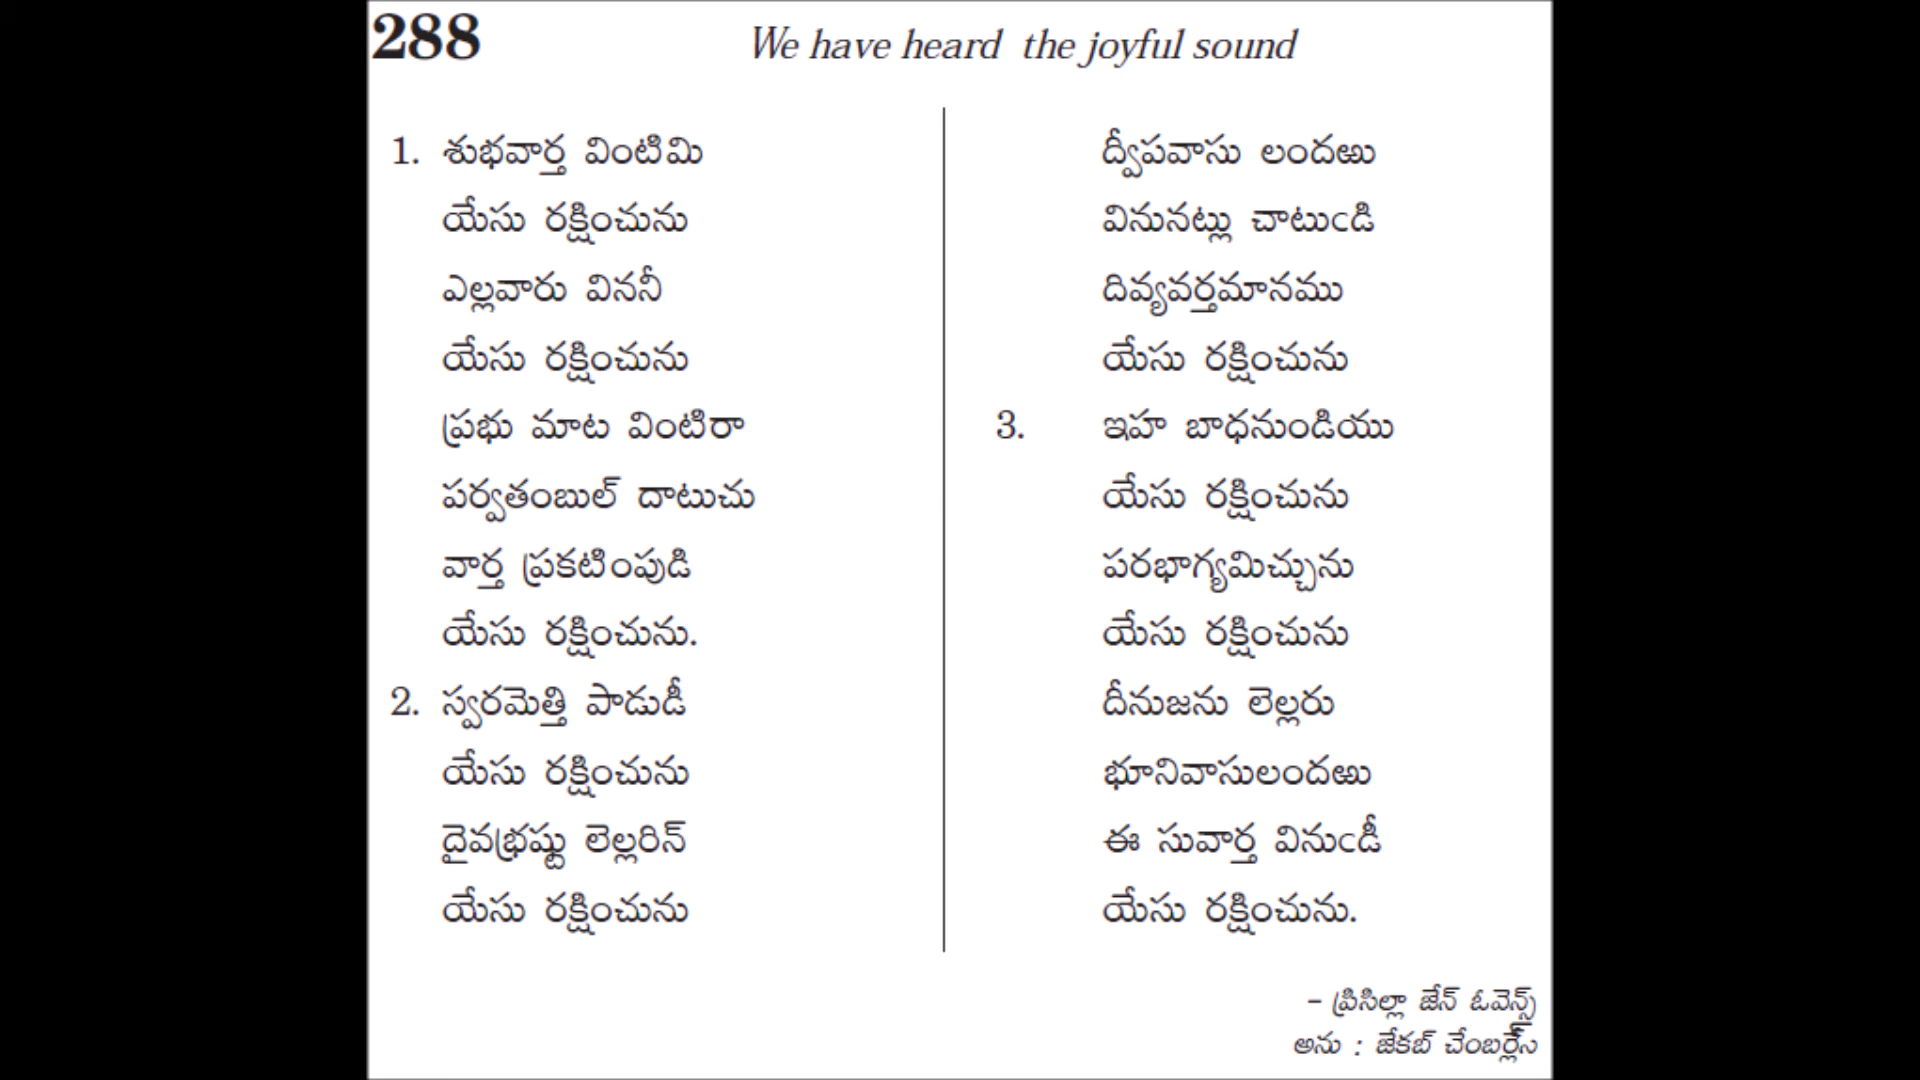 288
We have heard the joyful sound
1. శుభవార్త వింటిమి
యేసు రక్షించును
ఎల్లవారు విననీ
యేసు రక్షించును
ప్రభు మాట వింటిరా
పర్వతంబుల్ దాటుచు
వార్త ప్రకటింపుడి
యేసు రక్షించును.
2. స్వరమెత్తి పాడుడీ
యేసు రక్షించును
దైవభ్రష్టు లెల్లరిన్
యేసు రక్షించును
ద్వీపవాసు లందఱు
వినునట్లు చాటుఁడి
దివ్యవర్తమానము
యేసు రక్షించును
3. ఇహ బాధనుండియు
యేసు రక్షించును
పరభాగ్యమిచ్చును
యేసు రక్షించును
దీనుజను లెల్లరు
భూనివాసులందఱు
ఈ సువార్త వినుఁడీ
యేసు రక్షించును.
– ప్రిసిల్లా జేన్ ఓవెన్స్
అను : జేకబ్ చేంబర్లేన్